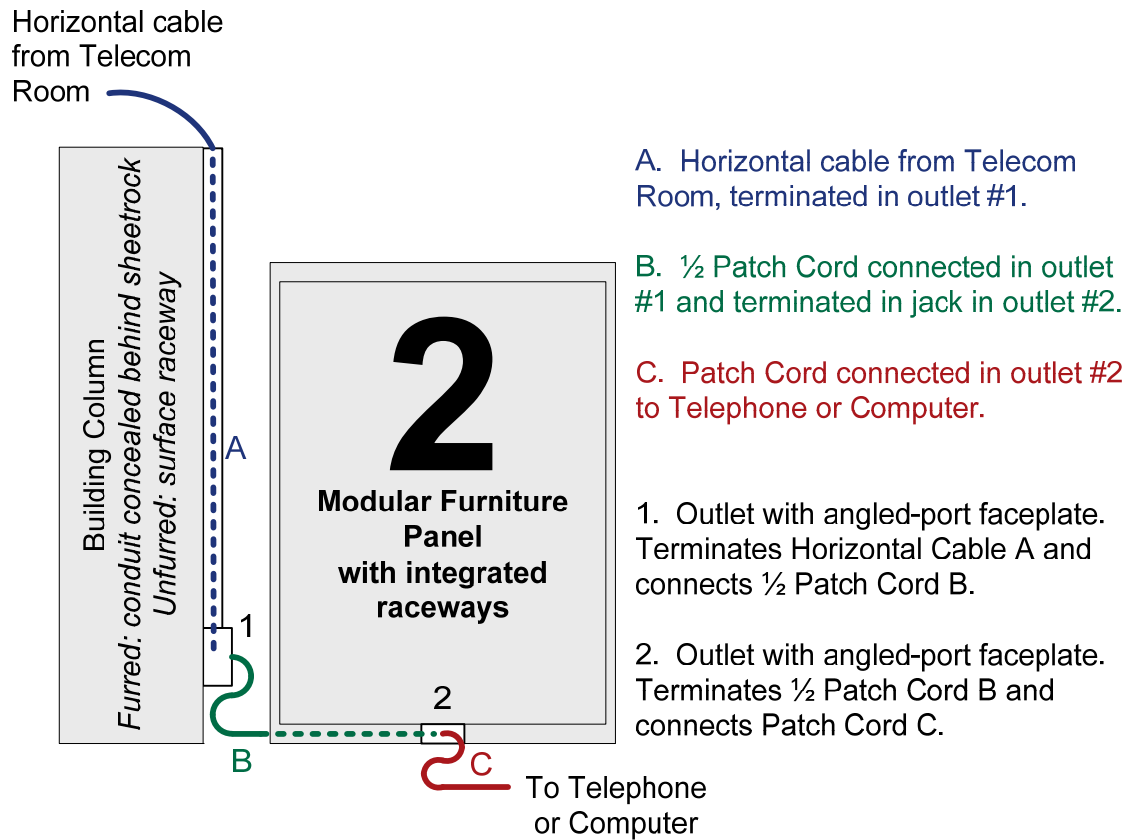 Horizontal cable
from Telecom
Room
Building Column
Furred: conduit concealed behind sheetrock
Unfurred: surface raceway
A
1
B
2
Modular Furniture
Panel
with integrated
raceways
2
C
To Telephone
or Computer
A.  Horizontal cable from Telecom
Room, terminated in outlet #1.
B.  ½ Patch Cord connected in outlet
#1 and terminated in jack in outlet #2.
C.  Patch Cord connected in outlet #2
to Telephone or Computer.
1.  Outlet with angled-port faceplate.
Terminates Horizontal Cable A and
connects ½ Patch Cord B.
2.  Outlet with angled-port faceplate.
Terminates ½ Patch Cord B and
connects Patch Cord C.